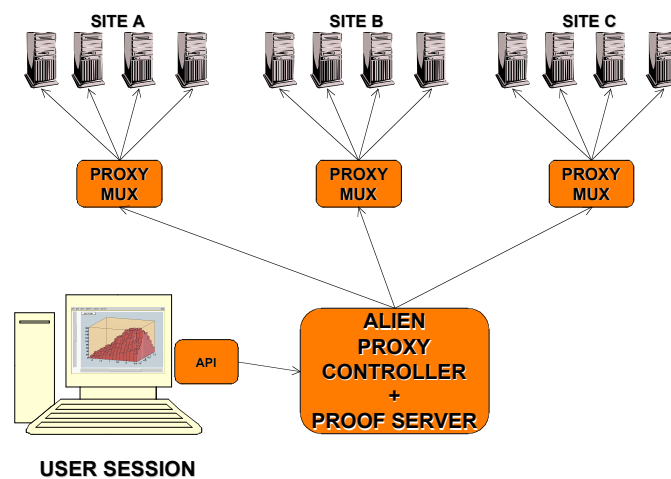 SITE A
SITE B
SITE C
PROXY
MUX
PROXY
MUX
PROXY
MUX
API
ALIEN
PROXY
CONTROLLER
+
PROOF SERVER
USER SESSION